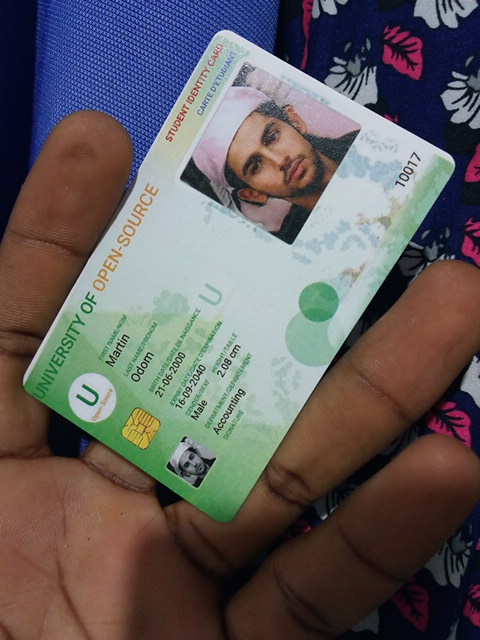 STUDENT IDENTITY CARD
CARTE D'ETUDIANT
10017
UNIVERSITY OF OPEN-SOURCE
U
Open-Source
U
FIRST NAME/NOM
Martin
LAST NAME/PRENOM
Odom
BIRTH DATE/DATE DE NAISSANCE
21-06-2000
EXPIRY DATE/DATE D'EXPIRATION
16-09-2040
GENDER/SEXE HEIGHT/TAILLE
Male 2.08 cm
DEPARTMENT/DEPARTEMENT
Accounting
SIGNATURE